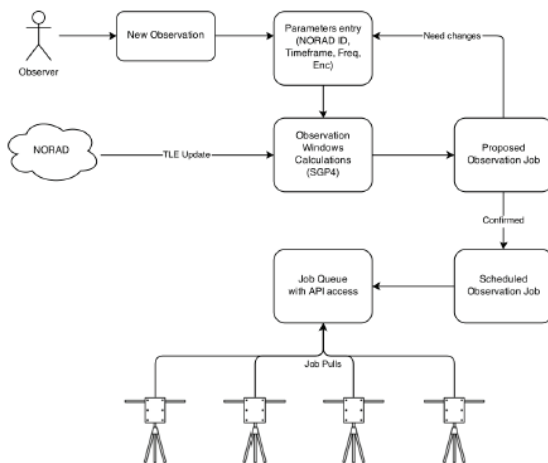 New Observation
Parameters entry
(NORAD ID,
Timeframe, Freq,
Enc)
Need changes
Observer
NORAD
TLE Update
Observation
Windows
Calculations
(SGP4)
Proposed
Observation Job
Confirmed
Job Queue
with API access
Scheduled
Observation Job
Job Pulls